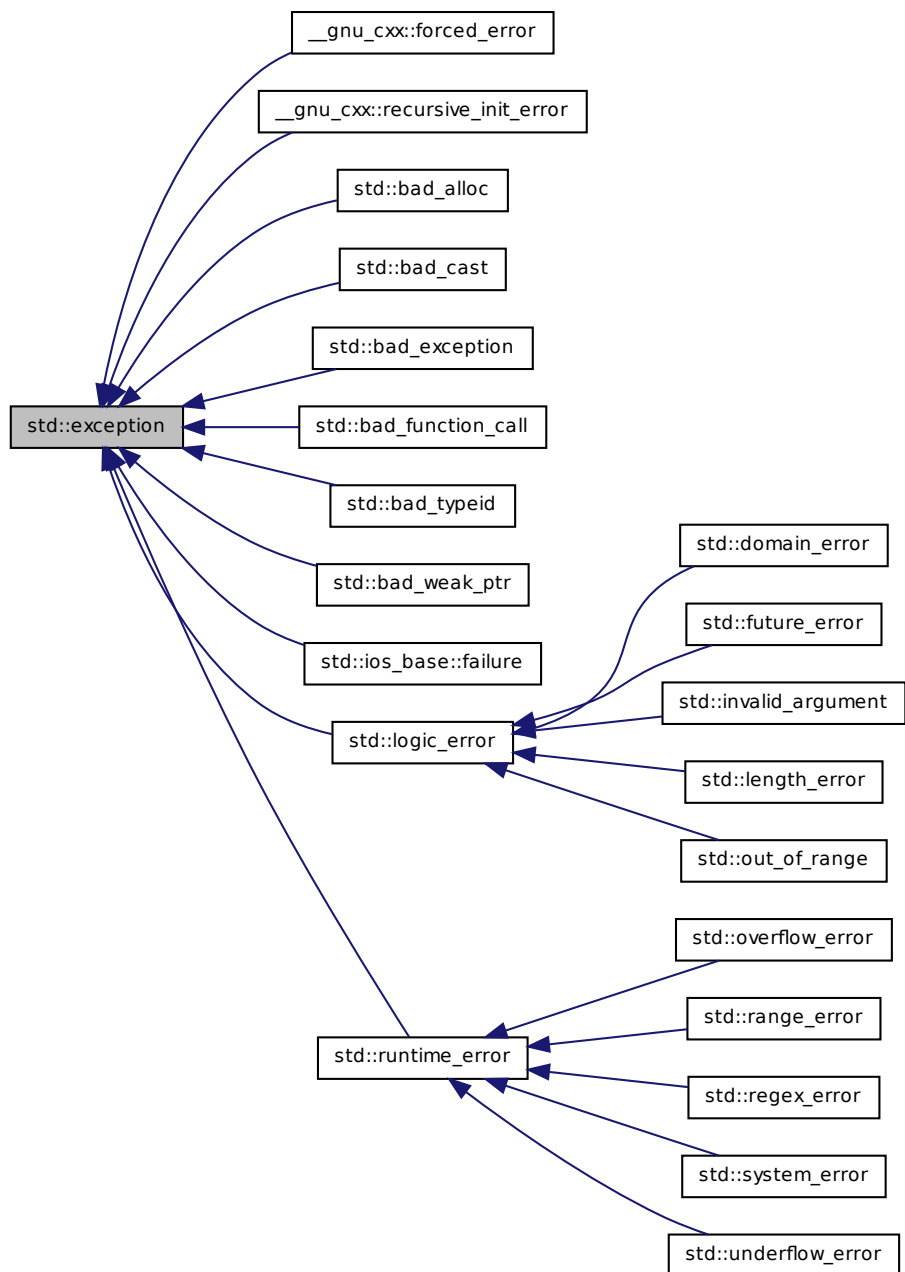 __gnu_cxx::forced_error
__gnu_cxx::recursive_init_error
std::bad_alloc
std::bad_cast
std::bad_exception
std::exception
std::bad_function_call
std::bad_typeid
std::domain_error
std::bad_weak_ptr
std::future_error
std::ios_base::failure
std::invalid_argument
std::logic_error
std::length_error
std::out_of_range
std::overflow_error
std::range_error
std::runtime_error
std::regex_error
std::system_error
std::underflow_error